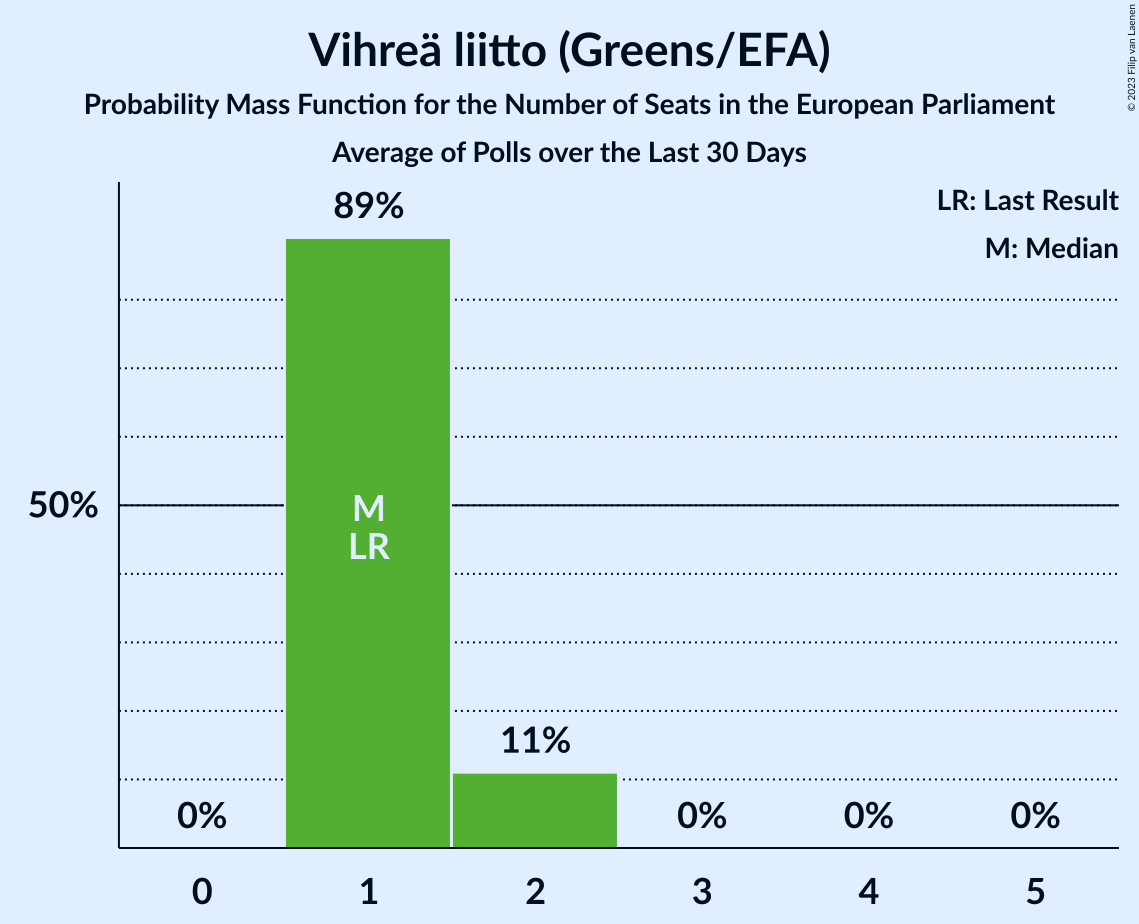 Vihreä liitto (Greens/EFA)
Probability Mass Function for the Number of Seats in the European Parliament
Average of Polls over the Last 30 Days
© 2023 Filip van Laenen
LR: Last Result
M: Median
89%
50%
M
LR
11%
0%
0%
0%
0%
0
1
2
3
4
5